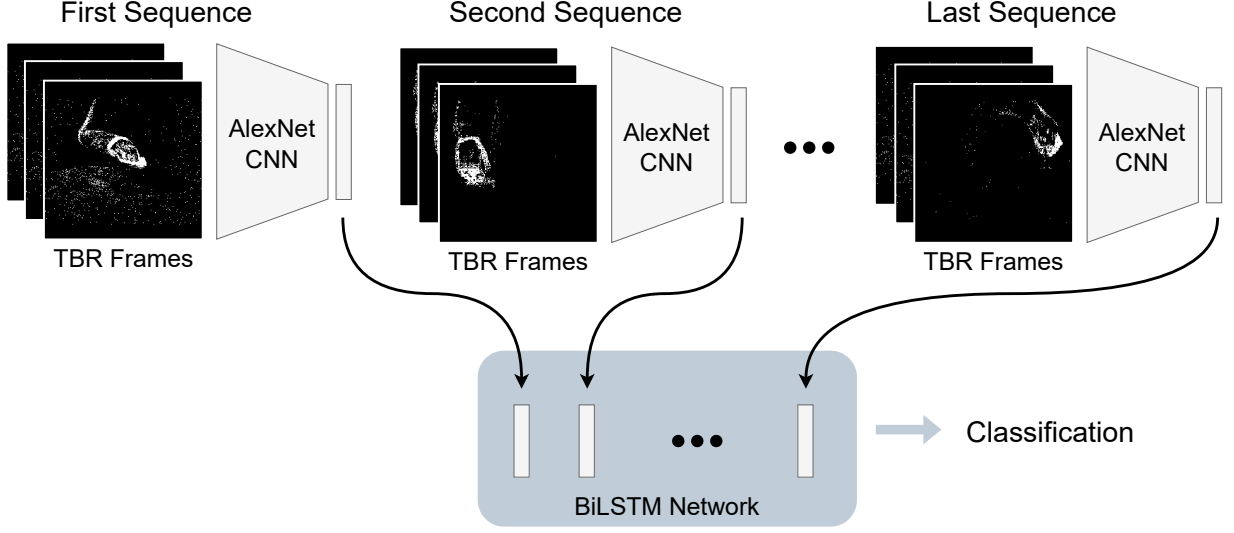 First Sequence
Second Sequence
Last Sequence
AlexNet
CNN
AlexNet
CNN
AlexNet
CNN
TBR Frames
TBR Frames
TBR Frames
Classification
BiLSTM Network